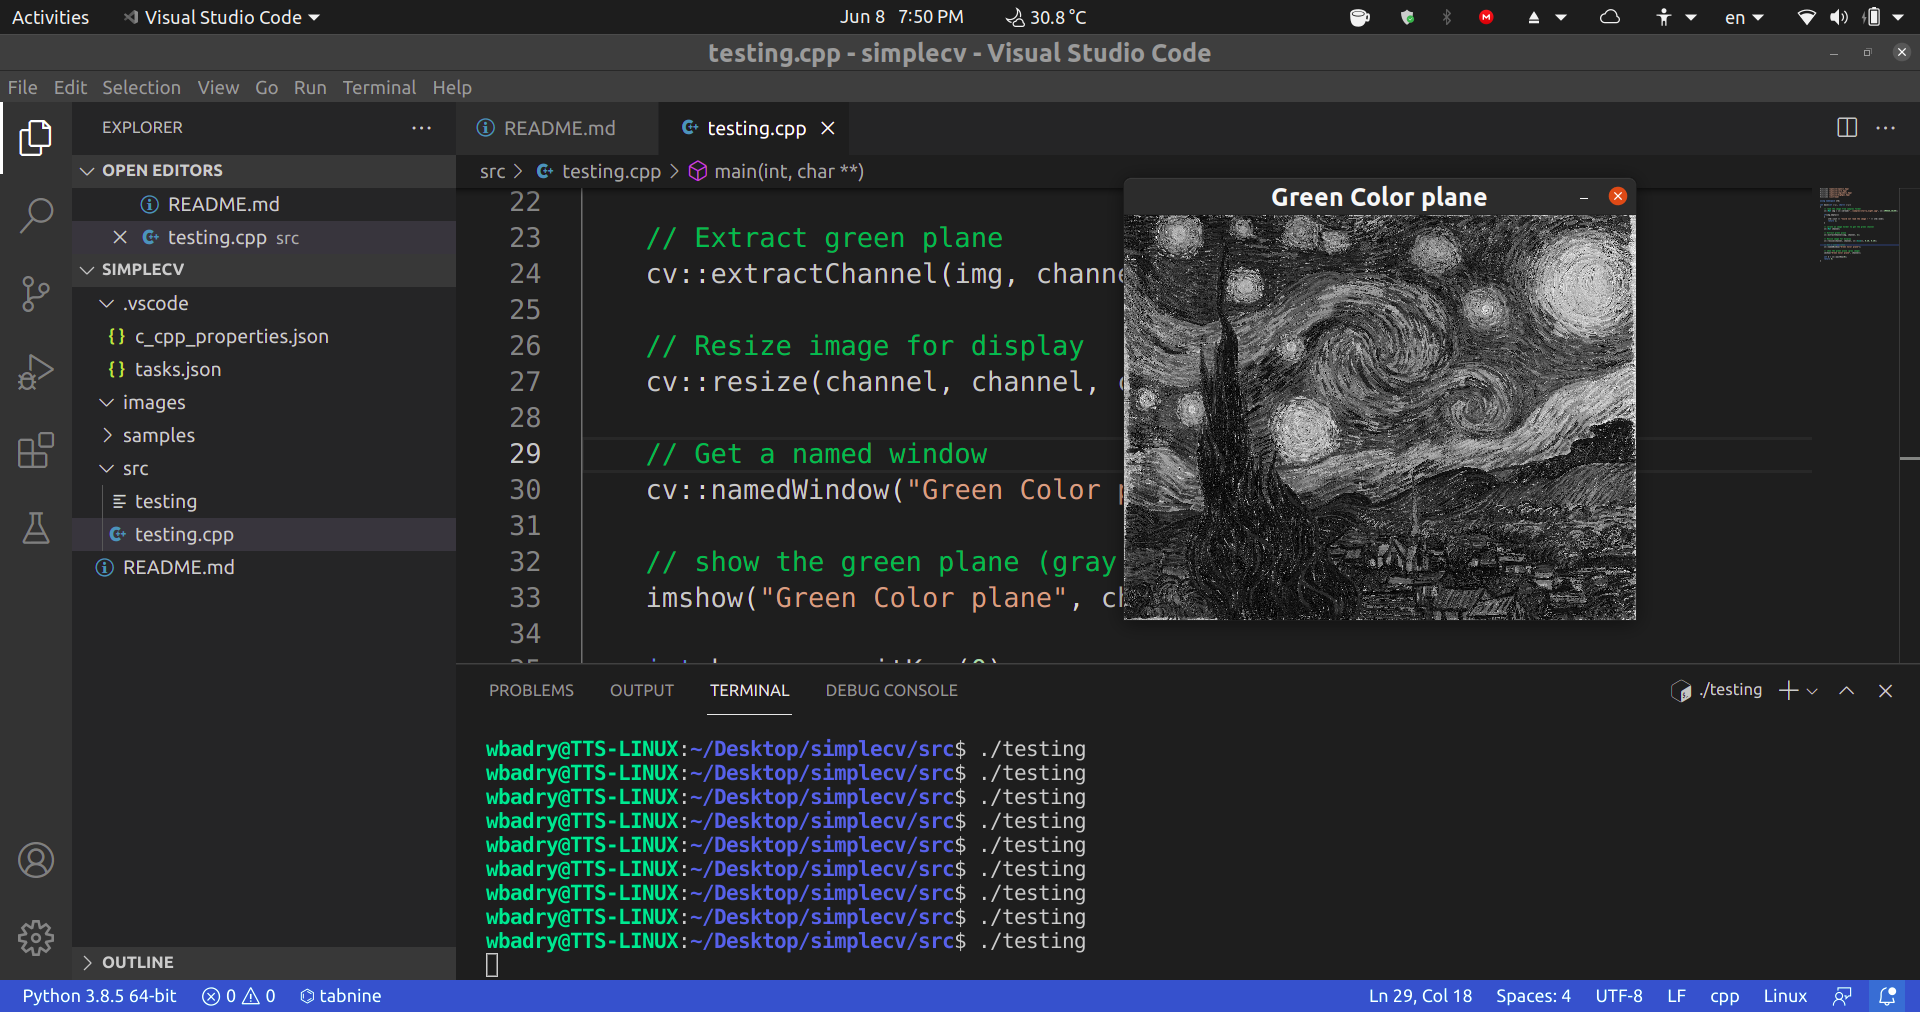 Activities Visual Studio Code Jun 8 7:50 PM 30.8 °C en
testing.cpp - simplecv - Visual Studio Code
File Edit Selection View Go Run Terminal Help
EXPLORER
OPEN EDITORS
README.md
testing.cpp src
SIMPLECV
.vscode
c_cpp_properties.json
tasks.json
images
samples
src
testing
testing.cpp
README.md
OUTLINE
README.md testing.cpp
src > testing.cpp > main(int, char **)
22
23 // Extract green plane
24 cv::extractChannel(img, chann
25
26 // Resize image for display
27 cv::resize(channel, channel,
28
29 // Get a named window
30 cv::namedWindow("Green Color
31
32 // show the green plane (gray
33 imshow("Green Color plane", c
34
Green Color plane
PROBLEMS OUTPUT TERMINAL DEBUG CONSOLE ./testing
wbadry@TTS-LINUX:~/Desktop/simplecv/src$ ./testing
wbadry@TTS-LINUX:~/Desktop/simplecv/src$ ./testing
wbadry@TTS-LINUX:~/Desktop/simplecv/src$ ./testing
wbadry@TTS-LINUX:~/Desktop/simplecv/src$ ./testing
wbadry@TTS-LINUX:~/Desktop/simplecv/src$ ./testing
wbadry@TTS-LINUX:~/Desktop/simplecv/src$ ./testing
wbadry@TTS-LINUX:~/Desktop/simplecv/src$ ./testing
wbadry@TTS-LINUX:~/Desktop/simplecv/src$ ./testing
wbadry@TTS-LINUX:~/Desktop/simplecv/src$ ./testing
Python 3.8.5 64-bit 0 0 tabnine Ln 29, Col 18 Spaces: 4 UTF-8 LF cpp Linux